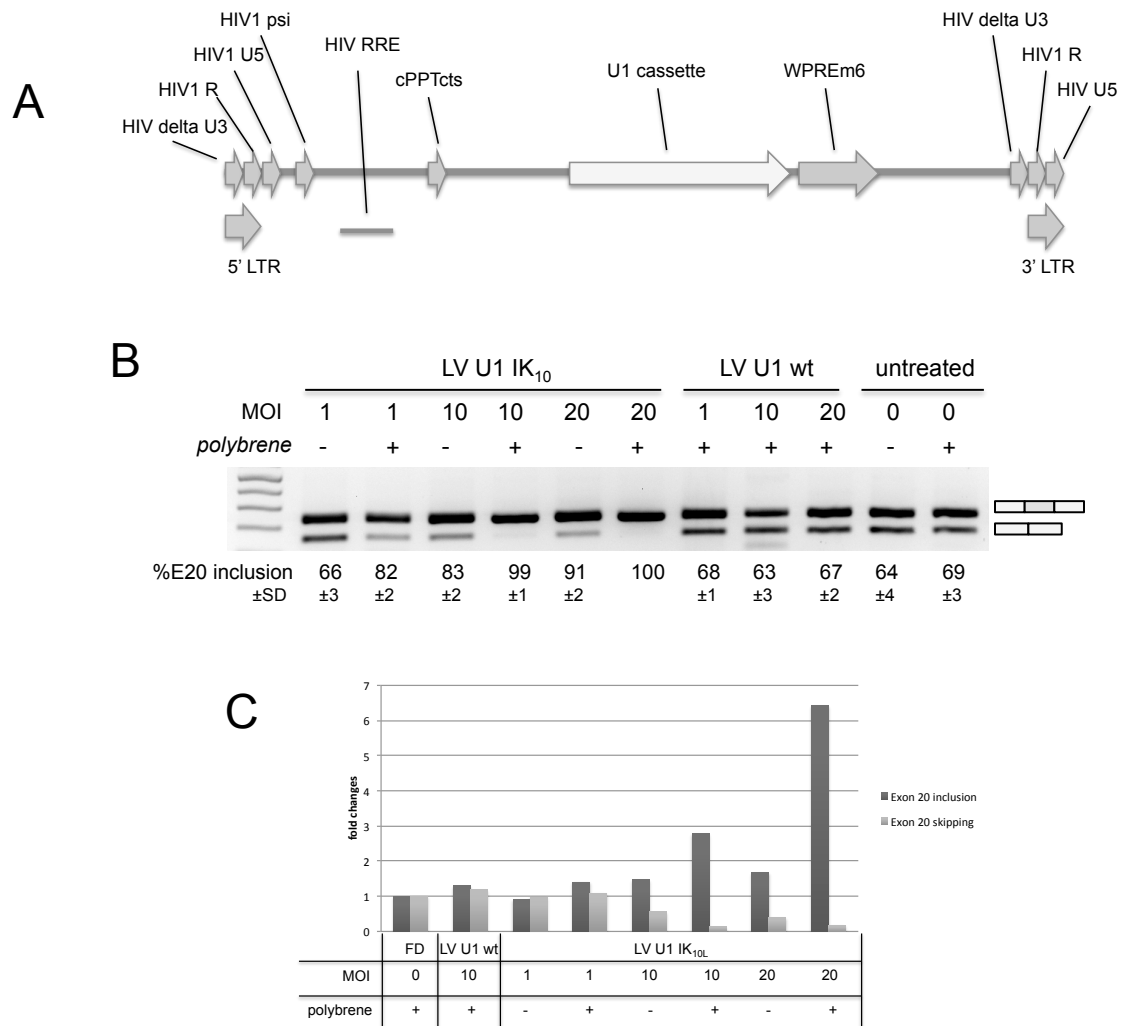 A
HIV delta U3
HIV1 R
HIV1 U5
HIV1 psi
HIV RRE
cPPTcts
U1 cassette
WPREm6
HIV delta U3
HIV1 R
HIV U5
5’ LTR
3’ LTR
B
LV U1 IK10 LV U1 wt untreated
MOI 1 1 10 10 20 20 1 10 20 0 0
polybrene - + - + - + + + + - +
%E20 inclusion 66 82 83 99 91 100 68 63 67 64 69
±SD ±3 ±2 ±2 ±1 ±2 ±1 ±3 ±2 ±4 ±3
C
fold changes
7
6
5
4
3
2
1
0
Exon 20 inclusion
Exon 20 skipping
FD LV U1 wt LV U1 IK10L
MOI 0 10 1 1 10 10 20 20
polybrene + + - + - + - +